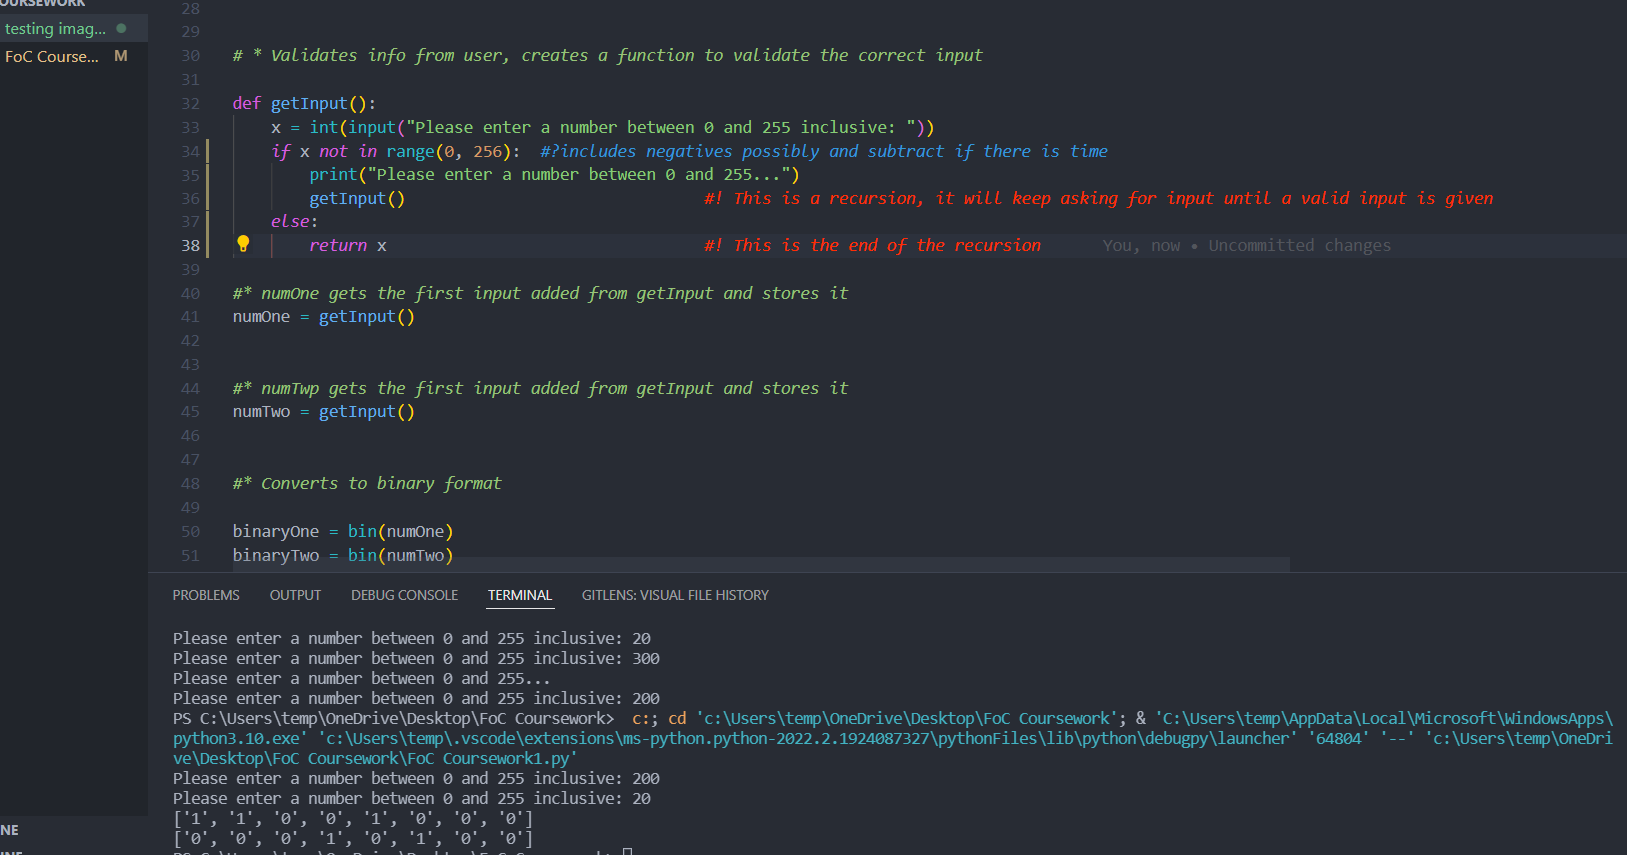 testing imag...
FoC Course... M
28
29
30 # * Validates info from user, creates a function to validate the correct input
31
32 def getInput():
33 x = int(input("Please enter a number between 0 and 255 inclusive: "))
34 if x not in range(0, 256): #?includes negatives possibly and subtract if there is time
35 print("Please enter a number between 0 and 255...")
36 getInput() #! This is a recursion, it will keep asking for input until a valid input is given
37 else:
38 return x #! This is the end of the recursion You, now • Uncommitted changes
39
40 #* numOne gets the first input added from getInput and stores it
41 numOne = getInput()
42
43
44 #* numTwp gets the first input added from getInput and stores it
45 numTwo = getInput()
46
47
48 #* Converts to binary format
49
50 binaryOne = bin(numOne)
51 binaryTwo = bin(numTwo)
PROBLEMS OUTPUT DEBUG CONSOLE TERMINAL GITLENS: VISUAL FILE HISTORY
Please enter a number between 0 and 255 inclusive: 20
Please enter a number between 0 and 255 inclusive: 300
Please enter a number between 0 and 255...
Please enter a number between 0 and 255 inclusive: 200
PS C:\Users\temp\OneDrive\Desktop\FoC Coursework> c:; cd 'c:\Users\temp\OneDrive\Desktop\FoC Coursework'; & 'C:\Users\temp\AppData\Local\Microsoft\WindowsApps\
python3.10.exe' 'c:\Users\temp\.vscode\extensions\ms-python.python-2022.2.1924087327\pythonFiles\lib\python\debugpy\launcher' '64804' '--' 'c:\Users\temp\OneDri
ve\Desktop\FoC Coursework\FoC Coursework1.py'
Please enter a number between 0 and 255 inclusive: 200
Please enter a number between 0 and 255 inclusive: 20
['1', '1', '0', '0', '1', '0', '0', '0']
['0', '0', '0', '1', '0', '1', '0', '0']
NE